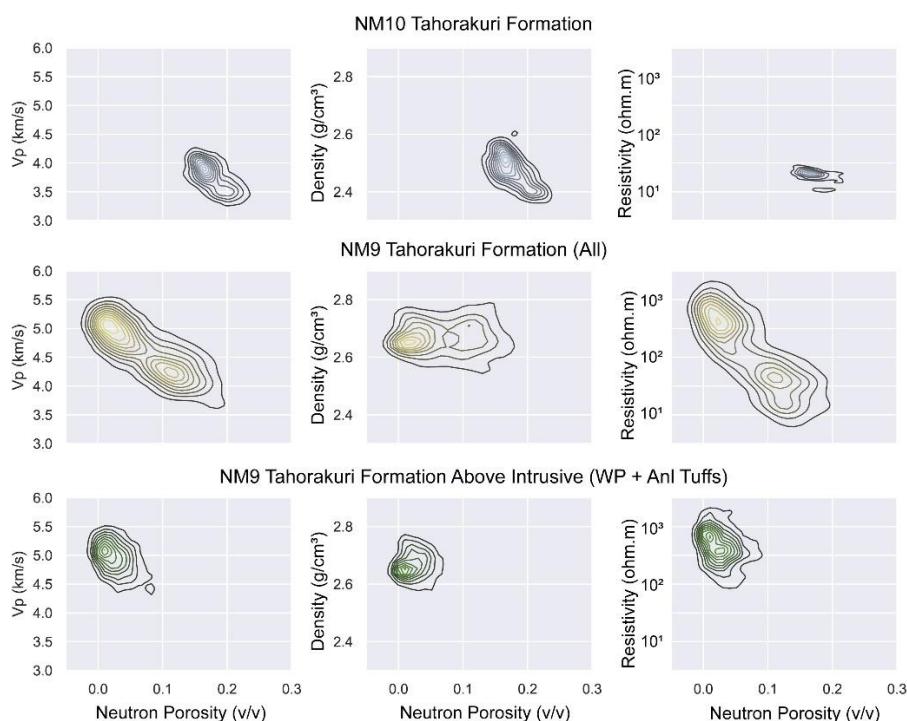 NM10 Tahorakuri Formation
Vp (km/s)
6.0
5.5
5.0
4.5
4.0
3.5
3.0
Density (g/cm³)
2.8
2.6
2.4
Resistivity (ohm.m)
10³
10²
10¹
NM9 Tahorakuri Formation (All)
Vp (km/s)
6.0
5.5
5.0
4.5
4.0
3.5
3.0
Density (g/cm³)
2.8
2.6
2.4
Resistivity (ohm.m)
10³
10²
10¹
NM9 Tahorakuri Formation Above Intrusive (WP + Anl Tuffs)
Vp (km/s)
6.0
5.5
5.0
4.5
4.0
3.5
3.0
0.0 0.1 0.2 0.3
Neutron Porosity (v/v)
Density (g/cm³)
2.8
2.6
2.4
0.0 0.1 0.2 0.3
Neutron Porosity (v/v)
Resistivity (ohm.m)
10³
10²
10¹
0.0 0.1 0.2 0.3
Neutron Porosity (v/v)